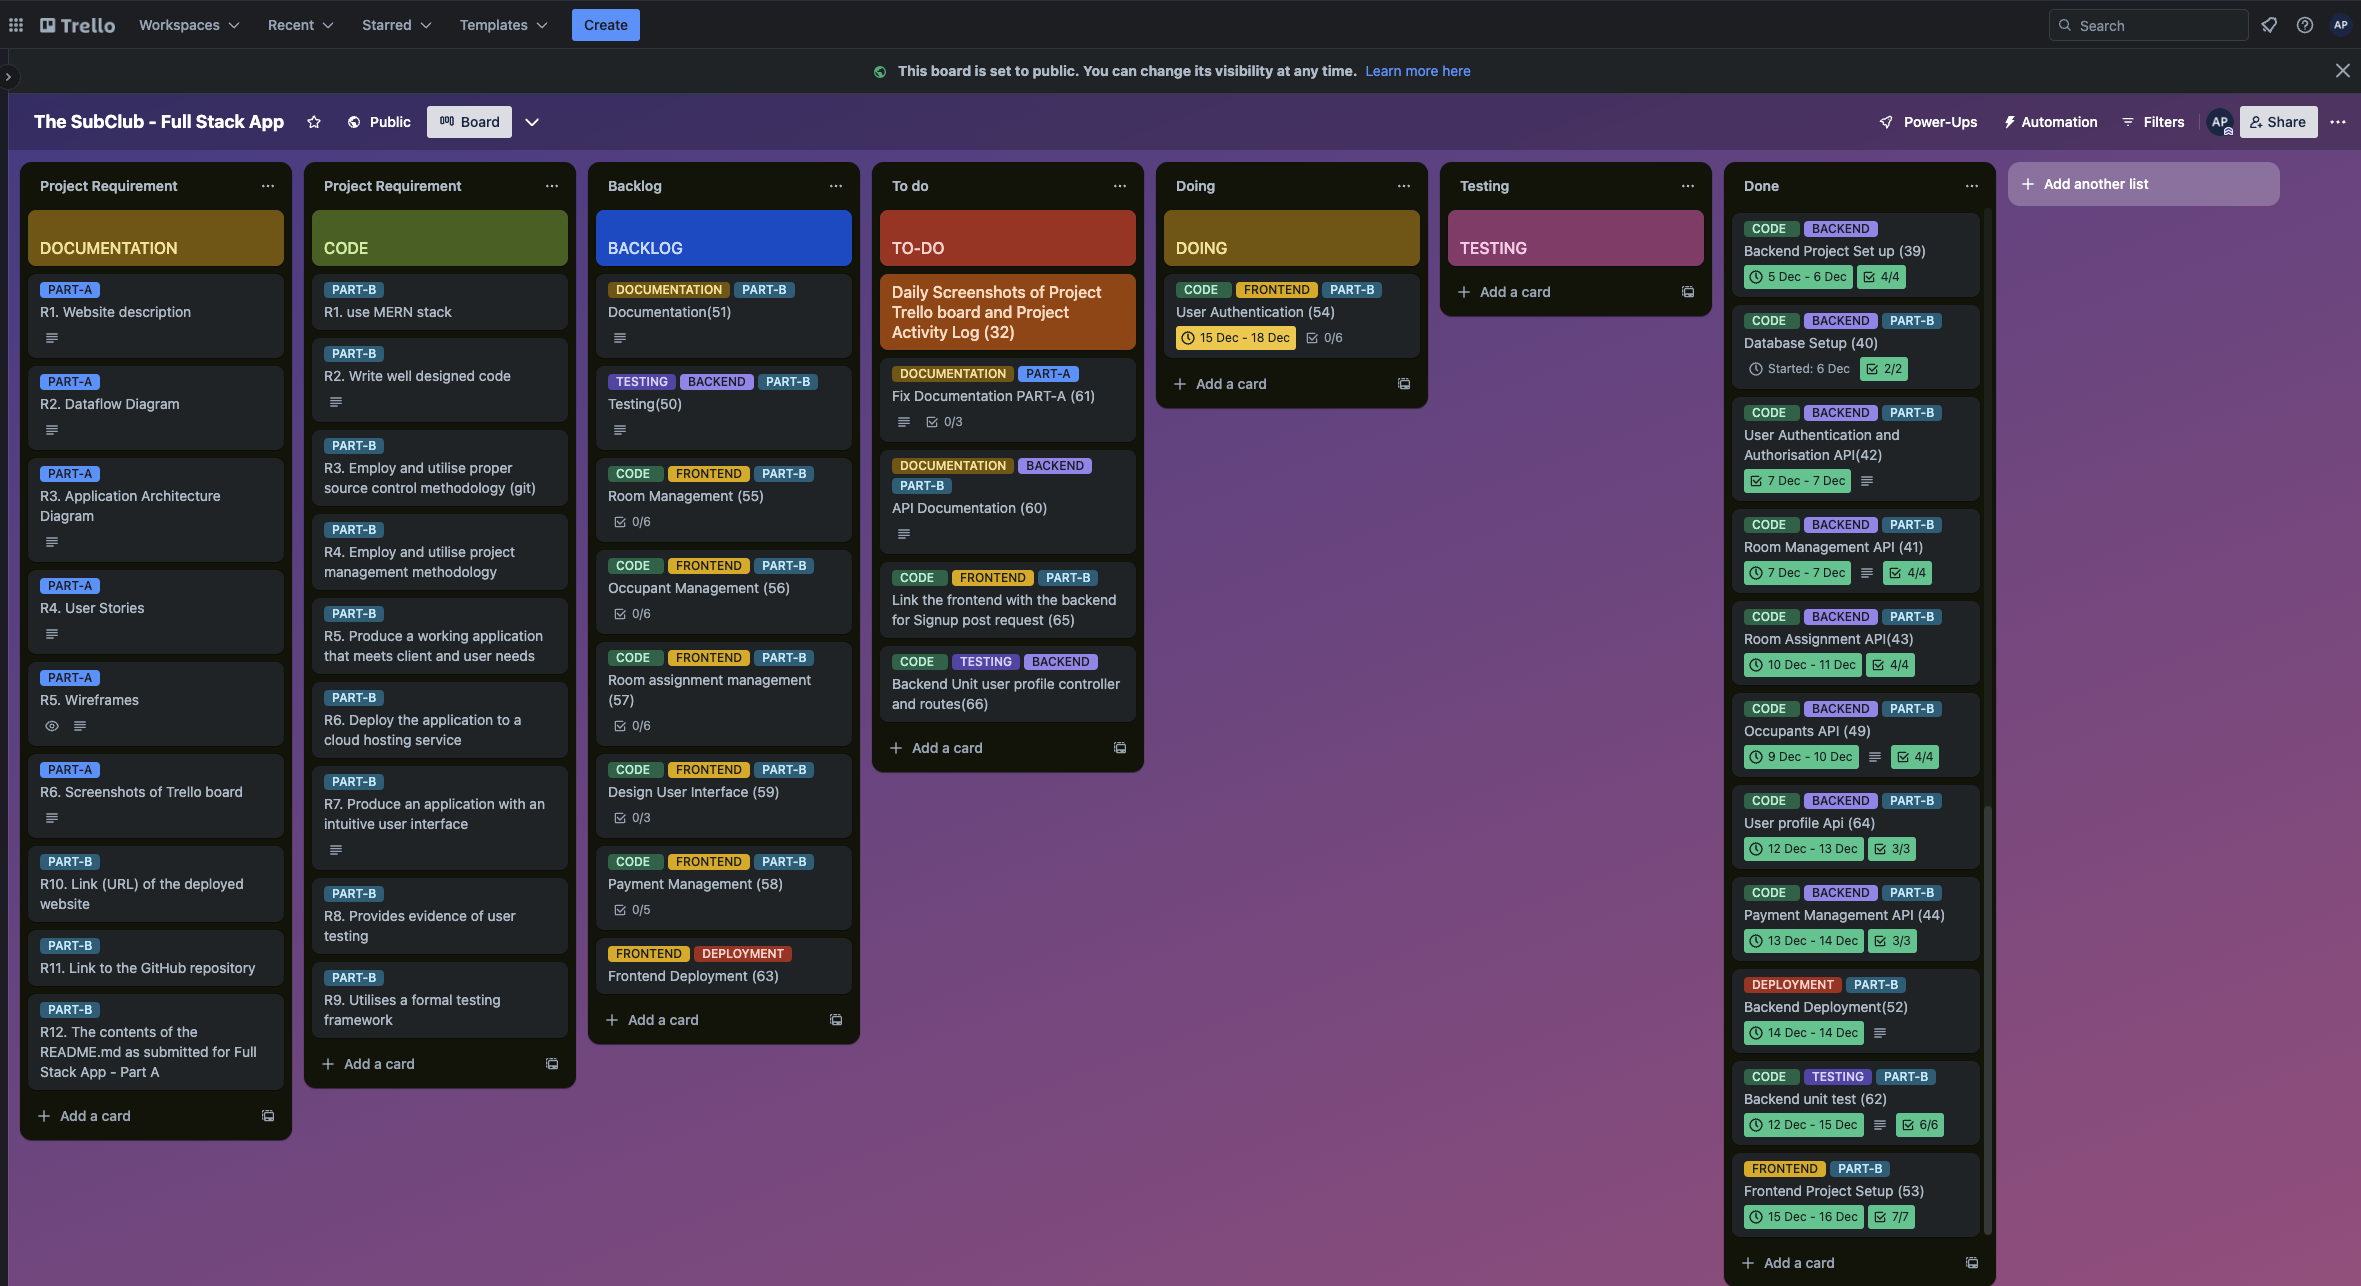 Trello
Workspaces
Recent
Starred
Templates
Create
Search
AP
This board is set to public. You can change its visibility at any time. Learn more here
The SubClub - Full Stack App
Public
Board
Power-Ups
Automation
Filters
AP
Share
Project Requirement
DOCUMENTATION
PART-A
R1. Website description
PART-A
R2. Dataflow Diagram
PART-A
R3. Application Architecture
Diagram
PART-A
R4. User Stories
PART-A
R5. Wireframes
PART-A
R6. Screenshots of Trello board
PART-B
R10. Link (URL) of the deployed
website
PART-B
R11. Link to the GitHub repository
PART-B
R12. The contents of the
README.md as submitted for Full
Stack App - Part A
Add a card
Project Requirement
CODE
PART-B
R1. use MERN stack
PART-B
R2. Write well designed code
PART-B
R3. Employ and utilise proper
source control methodology (git)
PART-B
R4. Employ and utilise project
management methodology
PART-B
R5. Produce a working application
that meets client and user needs
PART-B
R6. Deploy the application to a
cloud hosting service
PART-B
R7. Produce an application with an
intuitive user interface
PART-B
R8. Provides evidence of user
testing
PART-B
R9. Utilises a formal testing
framework
Add a card
Backlog
BACKLOG
DOCUMENTATION PART-B
Documentation(51)
TESTING BACKEND PART-B
Testing(50)
CODE FRONTEND PART-B
Room Management (55)
0/6
CODE FRONTEND PART-B
Occupant Management (56)
0/6
CODE FRONTEND PART-B
Room assignment management
(57)
0/6
CODE FRONTEND PART-B
Design User Interface (59)
0/3
CODE FRONTEND PART-B
Payment Management (58)
0/5
FRONTEND DEPLOYMENT
Frontend Deployment (63)
Add a card
To do
TO-DO
Daily Screenshots of Project
Trello board and Project
Activity Log (32)
DOCUMENTATION PART-A
Fix Documentation PART-A (61)
0/3
DOCUMENTATION BACKEND
PART-B
API Documentation (60)
CODE FRONTEND PART-B
Link the frontend with the backend
for Signup post request (65)
CODE TESTING BACKEND
Backend Unit user profile controller
and routes(66)
Add a card
Doing
DOING
CODE FRONTEND PART-B
User Authentication (54)
15 Dec - 18 Dec 0/6
Add a card
Testing
TESTING
Add a card
Done
CODE BACKEND
Backend Project Set up (39)
5 Dec - 6 Dec 4/4
CODE BACKEND PART-B
Database Setup (40)
Started: 6 Dec 2/2
CODE BACKEND PART-B
User Authentication and
Authorisation API(42)
7 Dec - 7 Dec
CODE BACKEND PART-B
Room Management API (41)
7 Dec - 7 Dec 4/4
CODE BACKEND PART-B
Room Assignment API(43)
10 Dec - 11 Dec 4/4
CODE BACKEND PART-B
Occupants API (49)
9 Dec - 10 Dec 4/4
CODE BACKEND PART-B
User profile Api (64)
12 Dec - 13 Dec 3/3
CODE BACKEND PART-B
Payment Management API (44)
13 Dec - 14 Dec 3/3
DEPLOYMENT PART-B
Backend Deployment(52)
14 Dec - 14 Dec
CODE TESTING PART-B
Backend unit test (62)
12 Dec - 15 Dec 6/6
FRONTEND PART-B
Frontend Project Setup (53)
15 Dec - 16 Dec 7/7
Add a card
Add another list